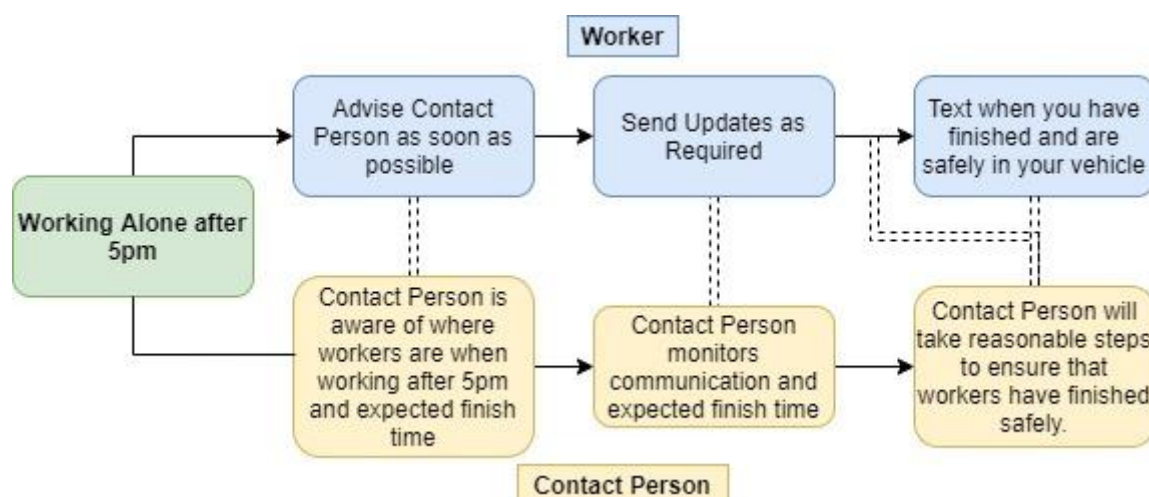 Worker
Advise Contact
Person as soon as
possible
Send Updates as
Required
Text when you have
finished and are
safely in your vehicle
Working Alone after
5pm
Contact Person is
aware of where
workers are when
working after 5pm
and expected finish
time
Contact Person
monitors
communication and
expected finish time
Contact Person will
take reasonable steps
to ensure that
workers have finished
safely.
Contact Person